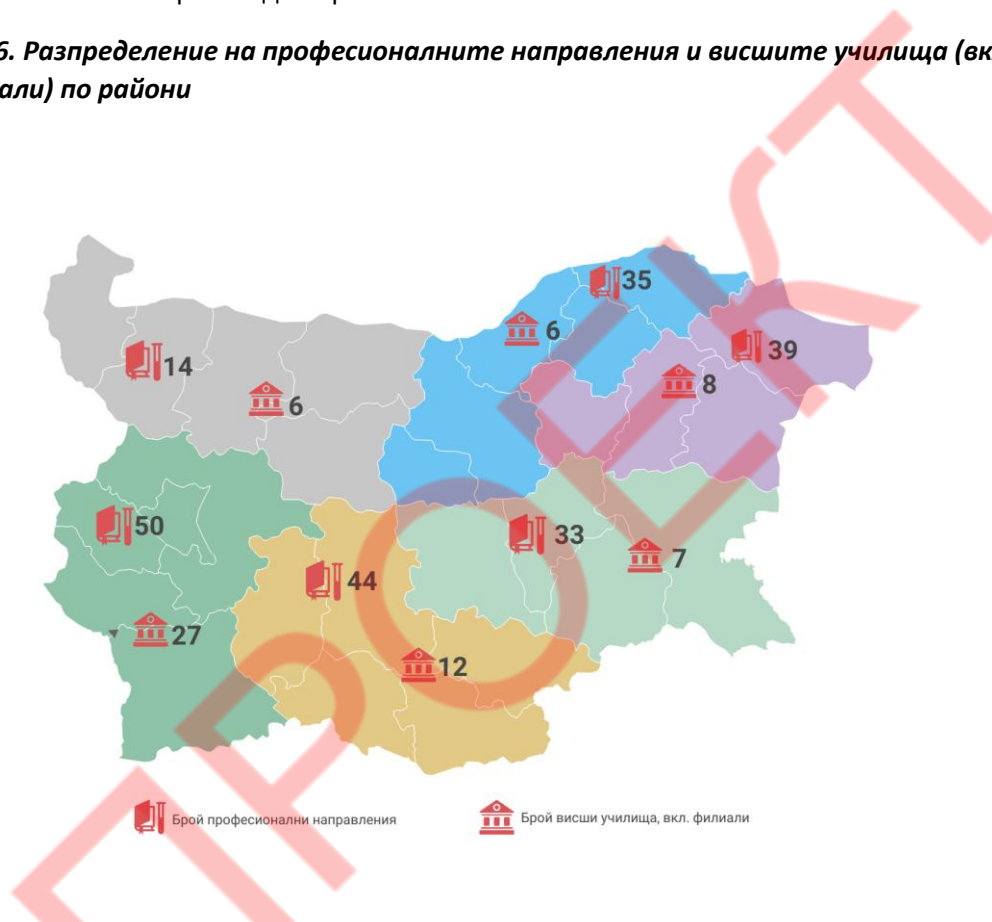 6. Разпределение на професионалните направления и висшите училища (вк
али) по райони
35
6
39
14
8
6
50
33
7
44
27
12
Брой професионални направления
Брой висши училища, вкл. филиали
ПРОЕКТ